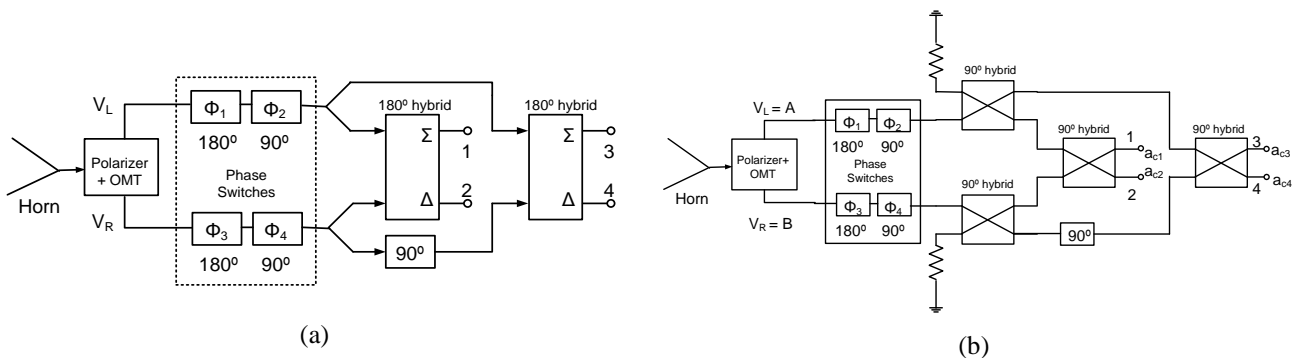 V_L
Φ1
Φ2
180º
90º
Polarizer
+ OMT
Phase
Switches
Horn
V_R
Φ3
Φ4
180º
90º
180º hybrid
Σ
1
Δ
2
90º
180º hybrid
Σ
3
Δ
4
(a)
90º hybrid
V_L = A
Φ1
Φ2
180º
90º
Polarizer+
OMT
Phase
Switches
Horn
V_R = B
Φ3
Φ4
180º
90º
90º hybrid
90º hybrid
1
a_c1
a_c2
2
90º
90º hybrid
3
a_c3
4
a_c4
(b)